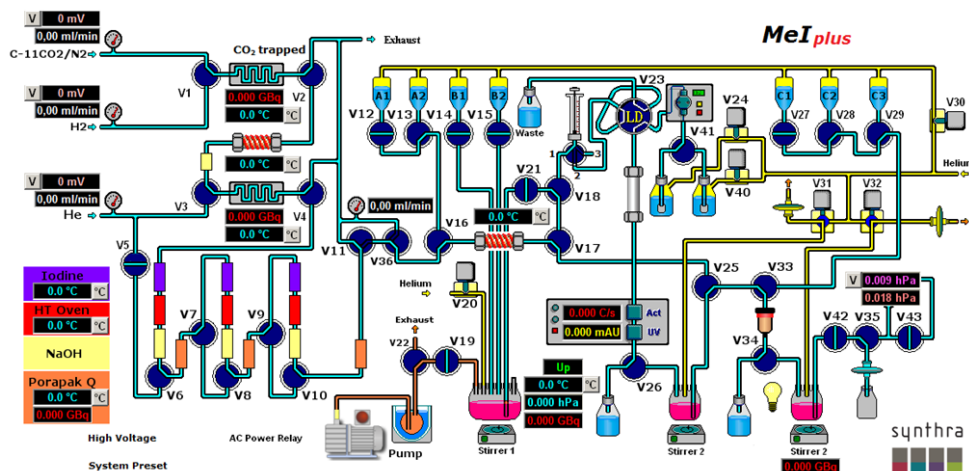 V
0 mV
0,00 ml/min
C-11CO2/N2
V
0 mV
0,00 ml/min
H2
V
0 mV
0,00 ml/min
He
CO2 trapped
Exhaust
MeI plus
V1
V2
0.000 GBq
0.0 °C
°C
0.0 °C
°C
V3
V4
0.000 GBq
0.0 °C
°C
V5
Iodine
0.0 °C
°C
HT Oven
0.0 °C
°C
NaOH
Porapak Q
0.0 °C
°C
0.000 GBq
V6
V7
V8
V9
V10
V11
High Voltage
AC Power Relay
System Preset
A1
A2
B1
B2
V12
V13
V14
V15
Waste
V23
LD
V41
V24
V40
C1
C2
C3
V27
V28
V29
V30
Helium
V31
V32
1
2
3
V21
V18
0,00 ml/min
V36
V16
0.0 °C
°C
V17
Helium
V20
Exhaust
V22
V19
Pump
Up
0.0 °C
°C
0.000 hPa
0.000 GBq
Stirrer 1
0.000 C/s
Act
0.000 mAU
UV
V26
V25
V33
V34
Stirrer 2
Stirrer 2
0.000 GBq
V
0.009 hPa
0.018 hPa
V42
V35
V43
synthra